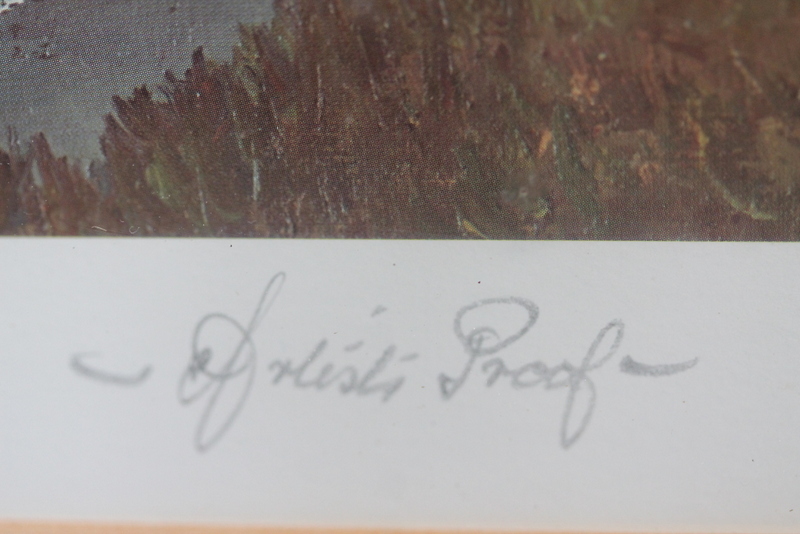 ~ Artist's Proof ~